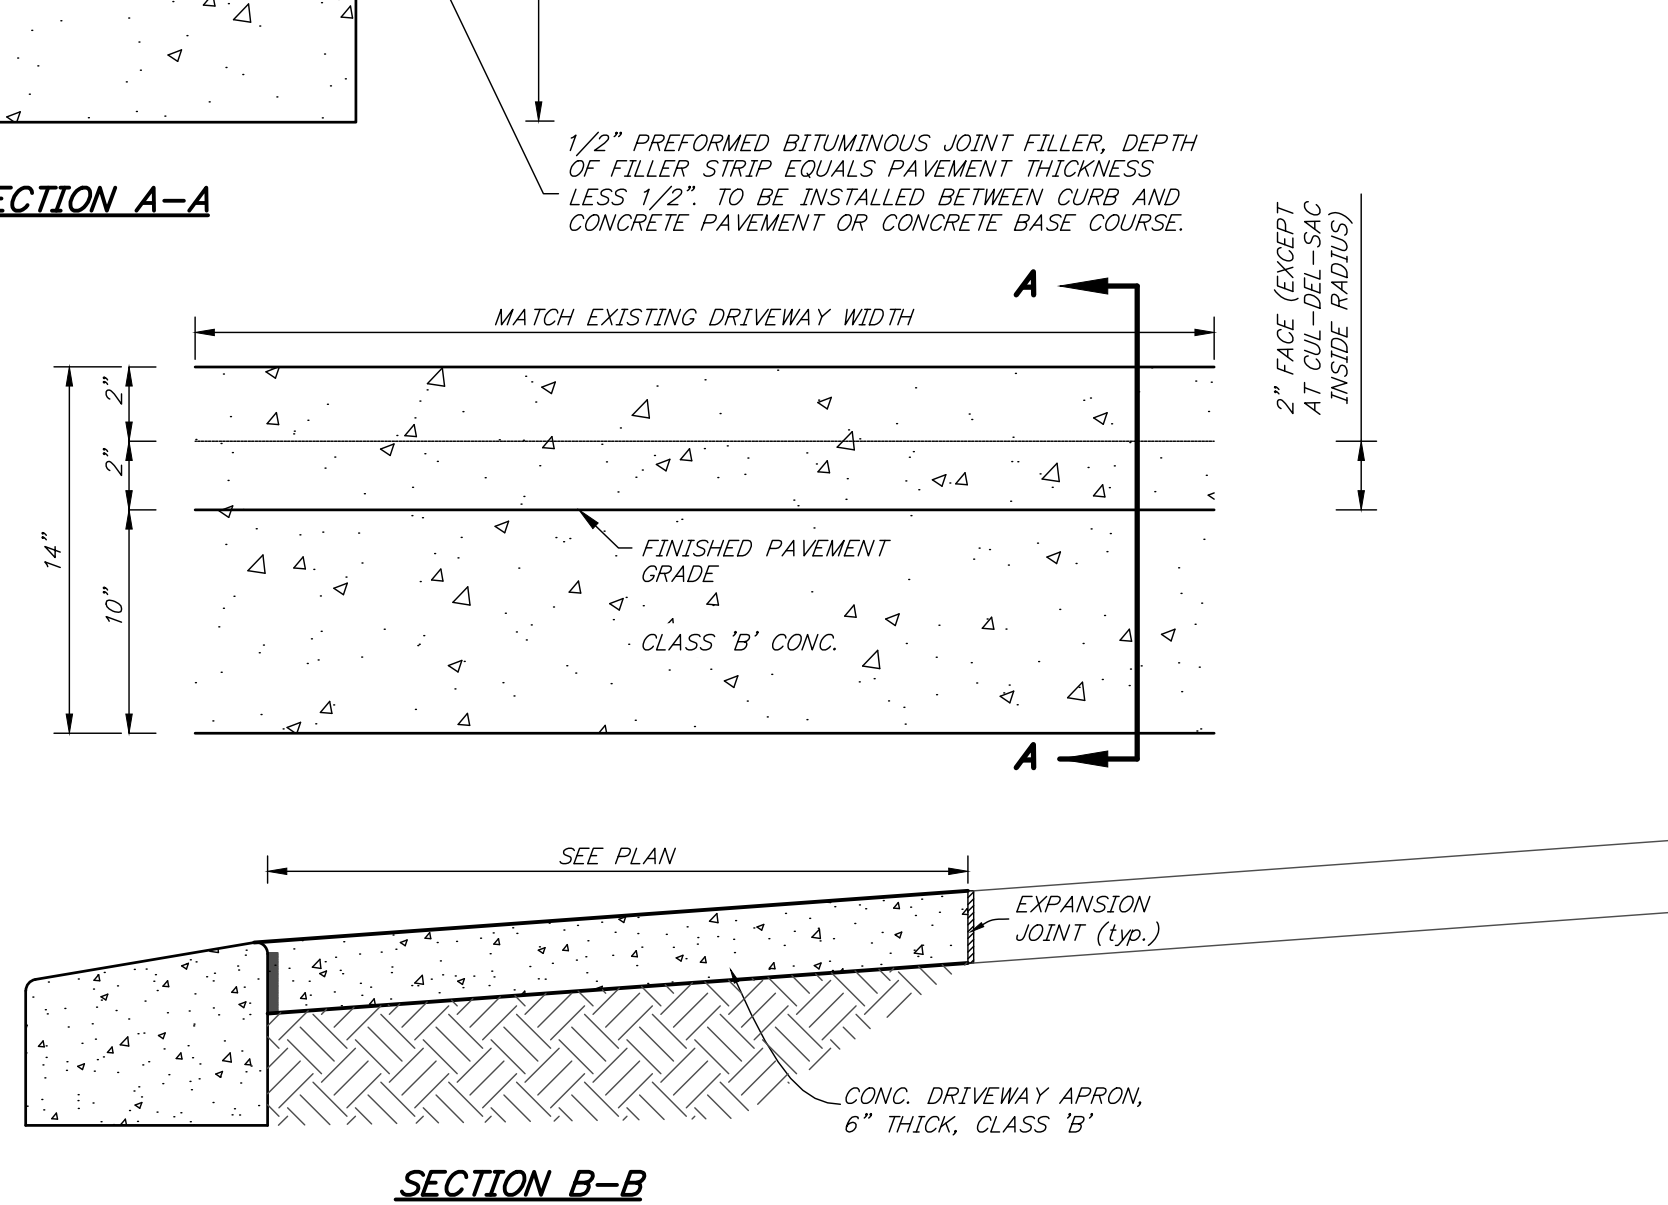 1/2" PREFORMED BITUMINOUS JOINT FILLER, DEPTH
OF FILLER STRIP EQUALS PAVEMENT THICKNESS
LESS 1/2". TO BE INSTALLED BETWEEN CURB AND
CONCRETE PAVEMENT OR CONCRETE BASE COURSE.
ECTION A-A
2" FACE (EXCEPT
AT CUL-DEL-SAC
INSIDE RADIUS)
A
MATCH EXISTING DRIVEWAY WIDTH
2"
2"
14"
10"
FINISHED PAVEMENT
GRADE
CLASS 'B' CONC.
A
SEE PLAN
EXPANSION
JOINT (typ.)
CONC. DRIVEWAY APRON,
6" THICK, CLASS 'B'
SECTION B-B